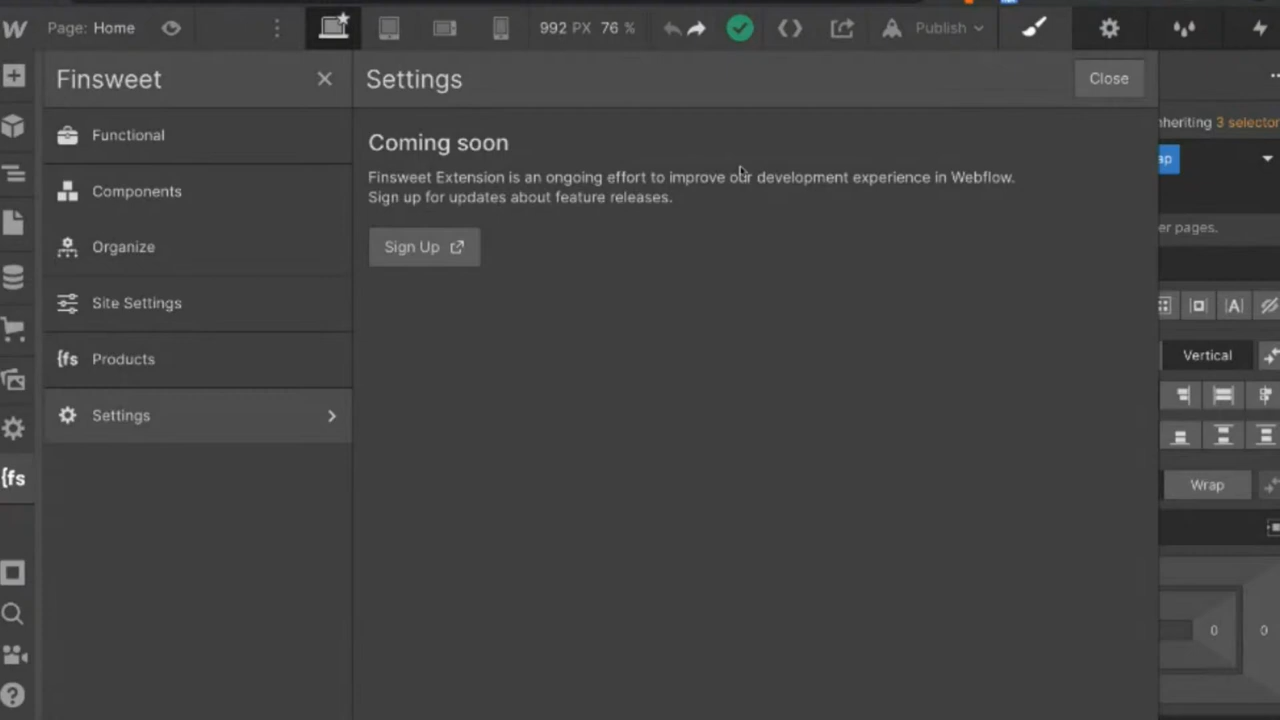 Page: Home
992 PX 76 %
Publish
Finsweet
Settings
Close
Functional
Components
Organize
Site Settings
{fs Products
Settings
Coming soon
Finsweet Extension is an ongoing effort to improve our development experience in Webflow.
Sign up for updates about feature releases.
Sign Up
{fs
3 selector
er pages.
Vertical
Wrap
0
0